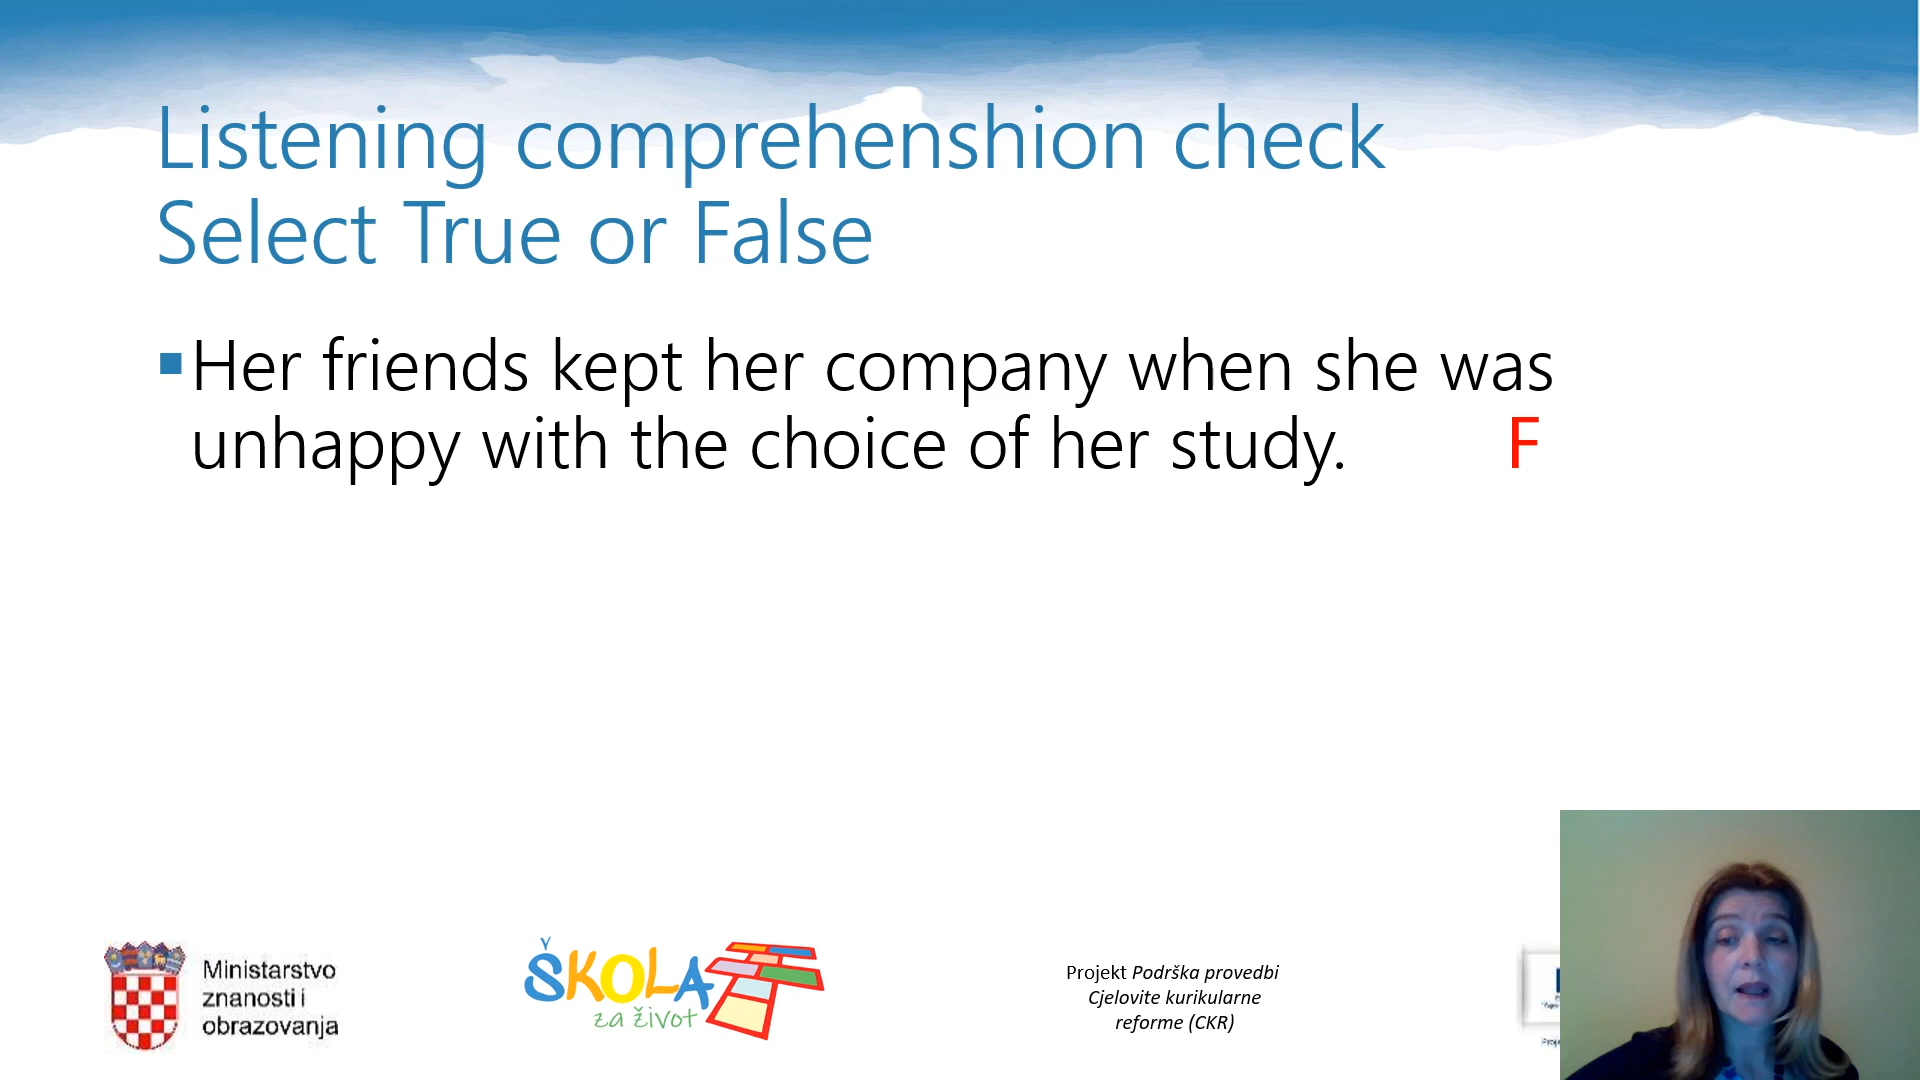 Listening comprehenshion check
Select True or False
Her friends kept her company when she was
unhappy with the choice of her study. F
Ministarstvo
znanosti i
obrazovanja
ŠKOLA
za život
Projekt Podrška provedbi
Cjelovite kurikularne
reforme (CKR)